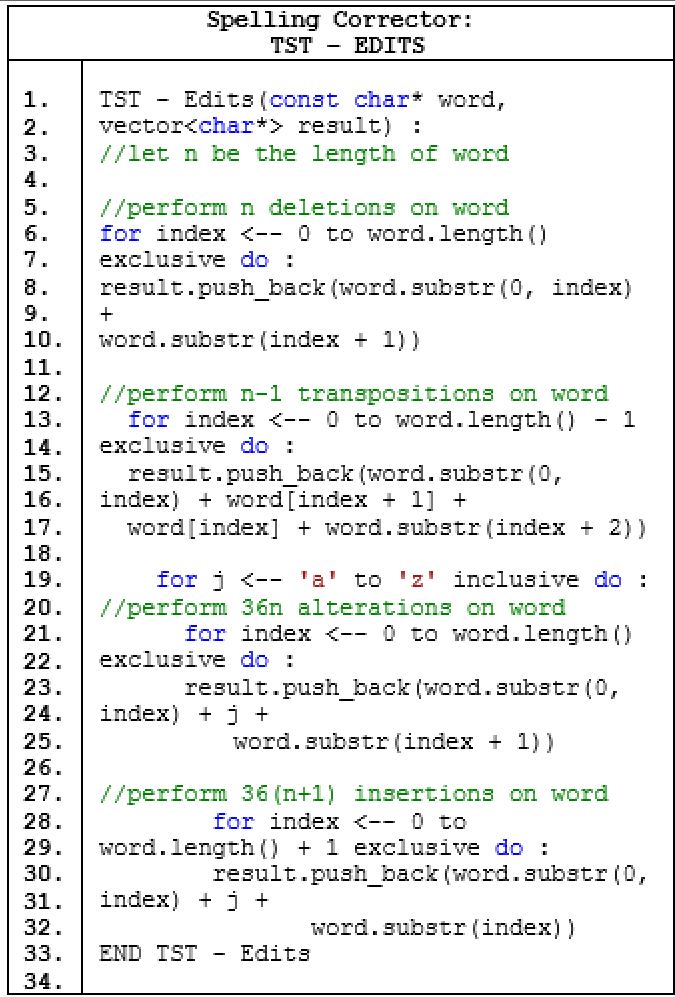 Spelling Corrector:
TST – EDITS
1. TST – Edits(const char* word,
2. vector<char*> result) :
3. //let n be the length of word
4.
5. //perform n deletions on word
6. for index <-- 0 to word.length()
7. exclusive do :
8. result.push_back(word.substr(0, index)
9. +
10. word.substr(index + 1))
11.
12. //perform n-1 transpositions on word
13. for index <-- 0 to word.length() - 1
14. exclusive do :
15. result.push_back(word.substr(0,
16. index) + word[index + 1] +
17. word[index] + word.substr(index + 2))
18.
19. for j <-- 'a' to 'z' inclusive do :
20. //perform 36n alterations on word
21. for index <-- 0 to word.length()
22. exclusive do :
23. result.push_back(word.substr(0,
24. index) + j +
25. word.substr(index + 1))
26.
27. //perform 36(n+1) insertions on word
28. for index <-- 0 to
29. word.length() + 1 exclusive do :
30. result.push_back(word.substr(0,
31. index) + j +
32. word.substr(index))
33. END TST – Edits
34.